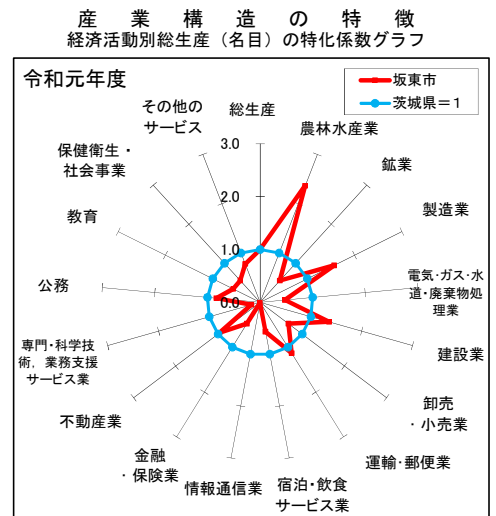 産業構造の特徴
経済活動別総生産（名目）の特化係数グラフ
令和元年度
坂東市
茨城県＝１
総生産
農林水産業
鉱業
製造業
電気・ガス・水
道・廃棄物処
理業
建設業
卸売
・小売業
運輸・郵便業
宿泊・飲食
サービス業
情報通信業
金融
・保険業
不動産業
専門・科学技
術，業務支援
サービス業
公務
教育
保健衛生・
社会事業
その他の
サービス
3.0
2.0
1.0
0.0